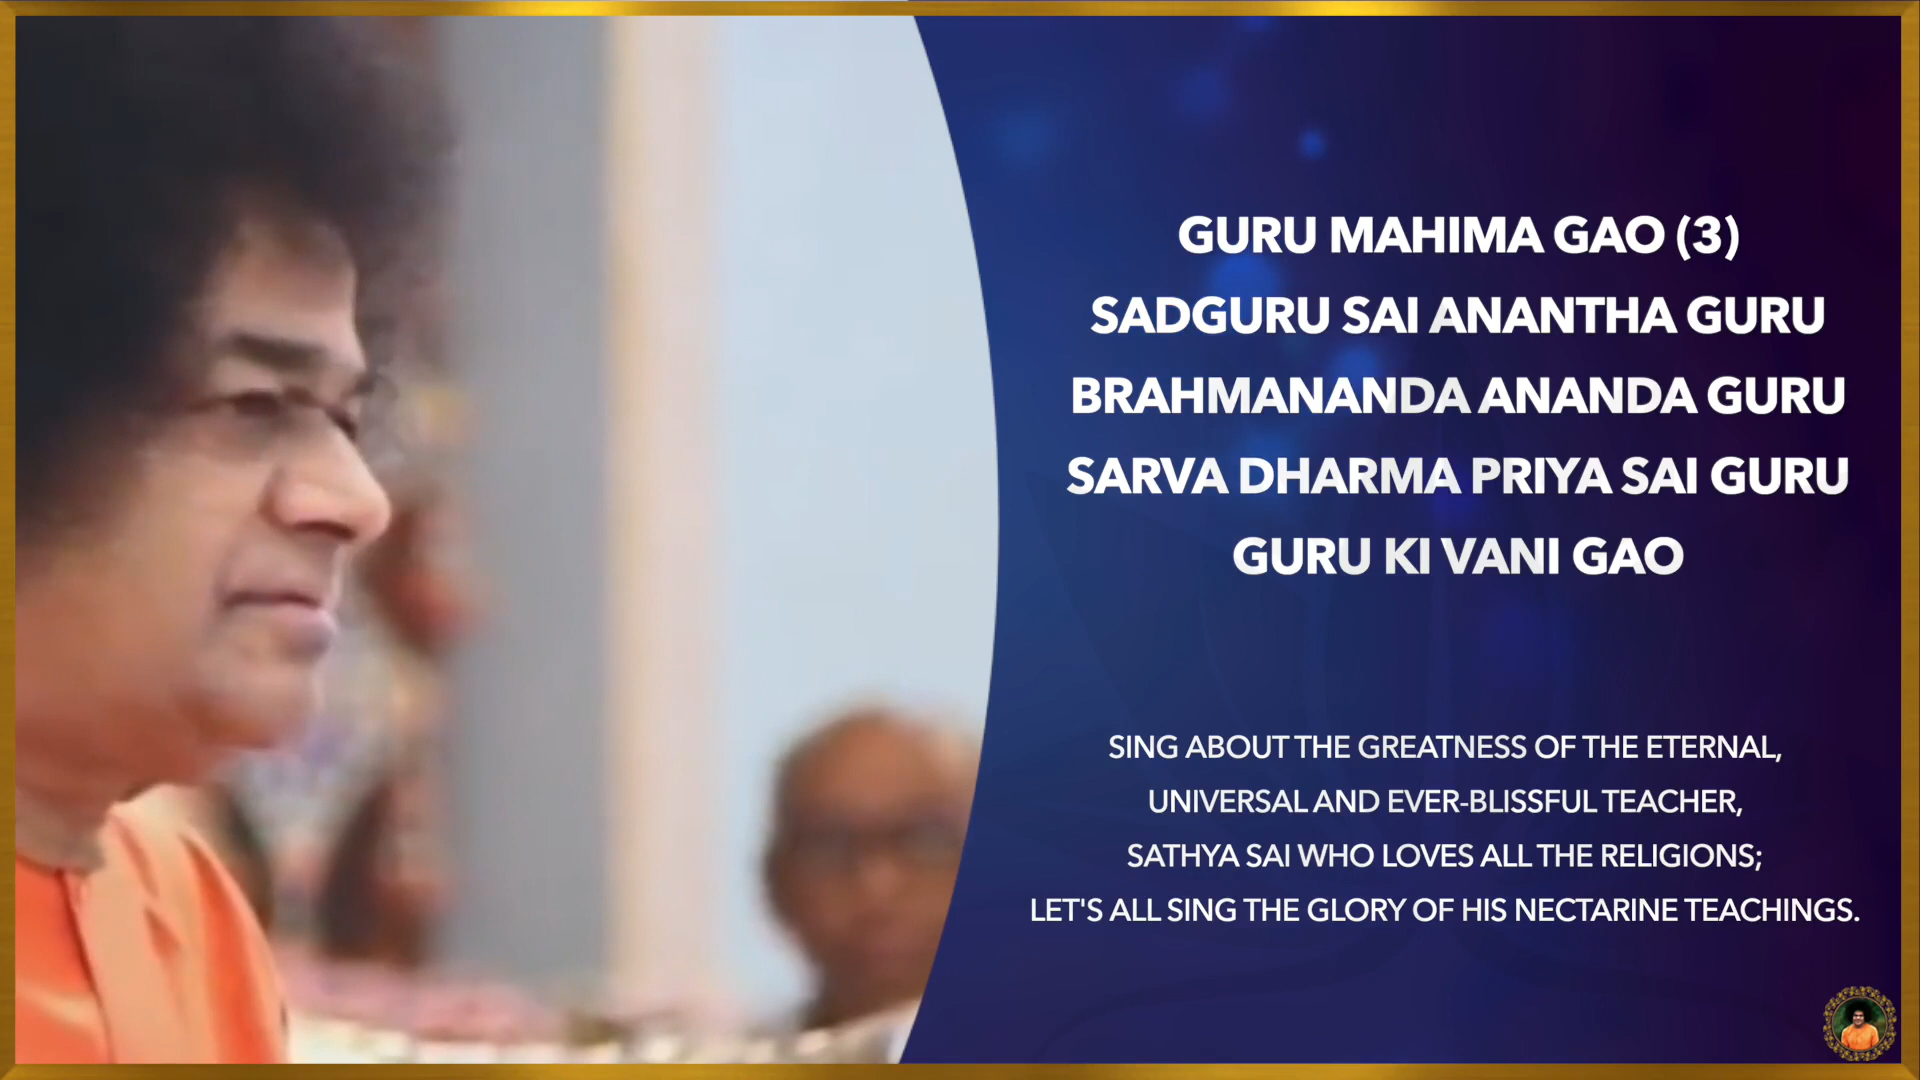 GURU MAHIMA GAO (3)
SADGURU SAI ANANTHA GURU
BRAHMANANDA ANANDA GURU
SARVA DHARMA PRIYA SAI GURU
GURU KI VANI GAO
SING ABOUT THE GREATNESS OF THE ETERNAL,
UNIVERSAL AND EVER-BLISSFUL TEACHER,
SATHYA SAI WHO LOVES ALL THE RELIGIONS;
LET'S ALL SING THE GLORY OF HIS NECTARINE TEACHINGS.